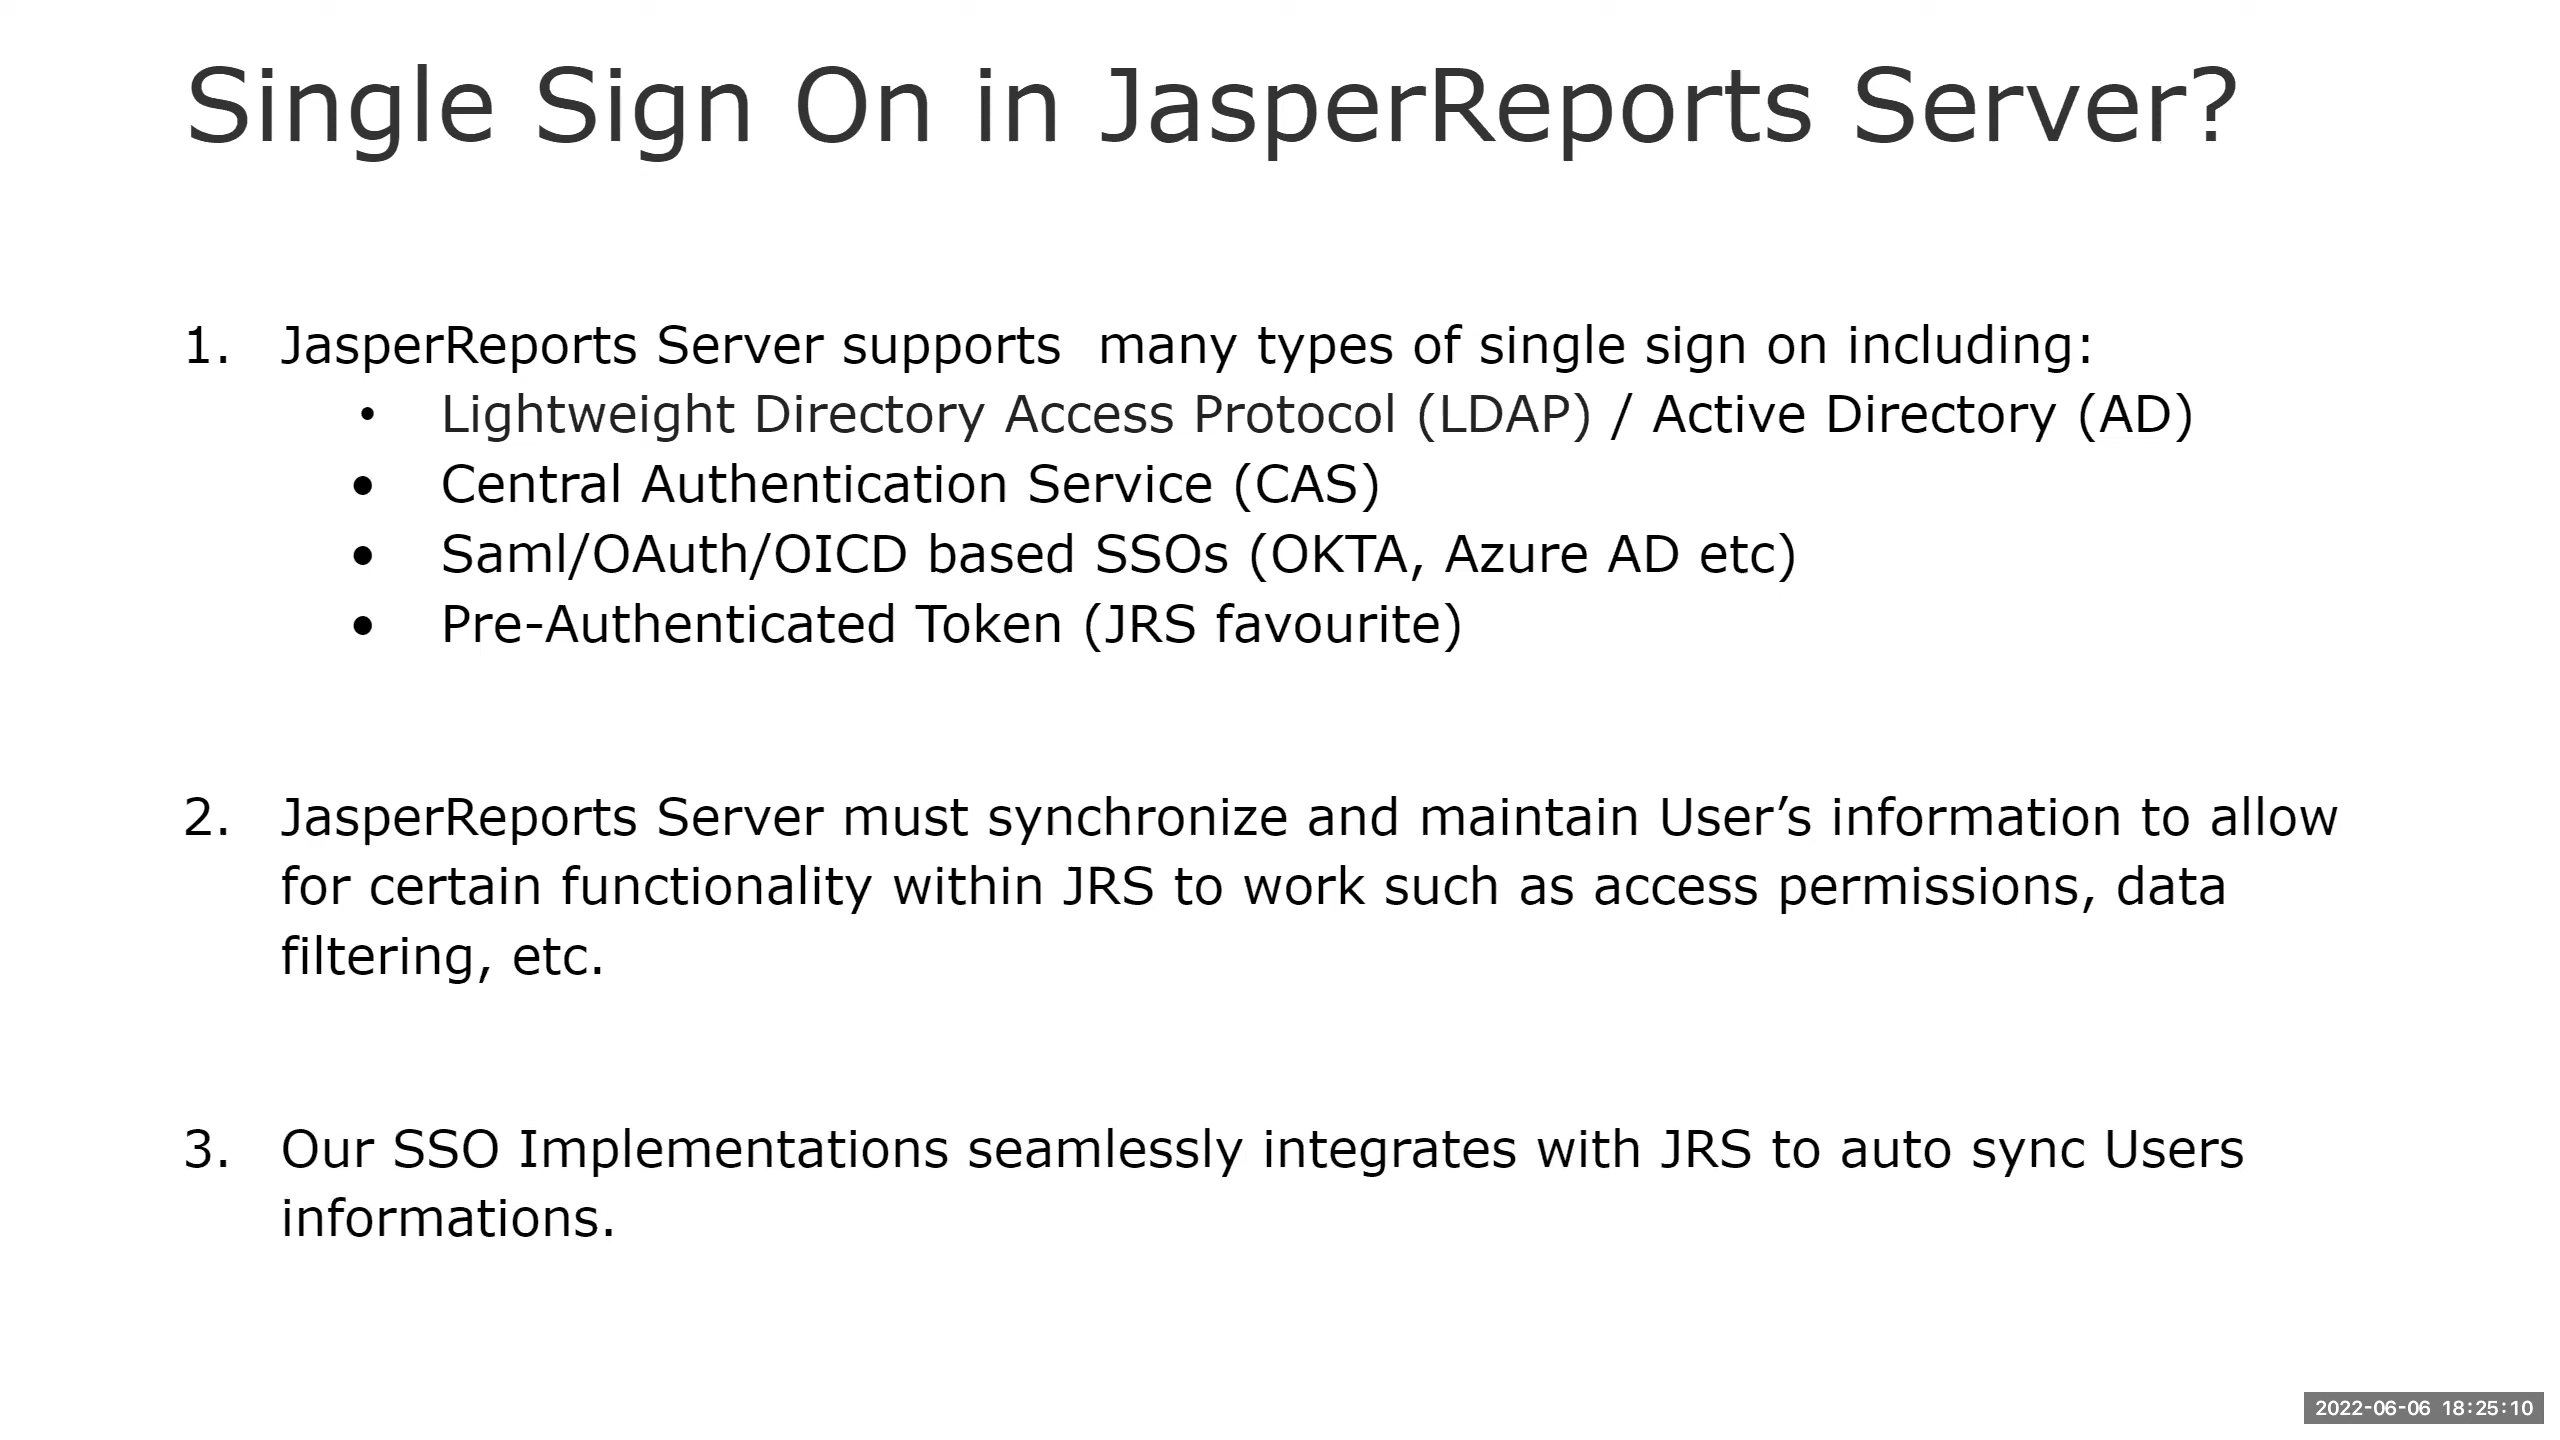 Single Sign On in JasperReports Server?
1. JasperReports Server supports  many types of single sign on including:
• Lightweight Directory Access Protocol (LDAP) / Active Directory (AD)
• Central Authentication Service (CAS)
• Saml/OAuth/OICD based SSOs (OKTA, Azure AD etc)
• Pre-Authenticated Token (JRS favourite)
2. JasperReports Server must synchronize and maintain User’s information to allow
for certain functionality within JRS to work such as access permissions, data
filtering, etc.
3. Our SSO Implementations seamlessly integrates with JRS to auto sync Users
informations.
2022-06-06 18:25:10